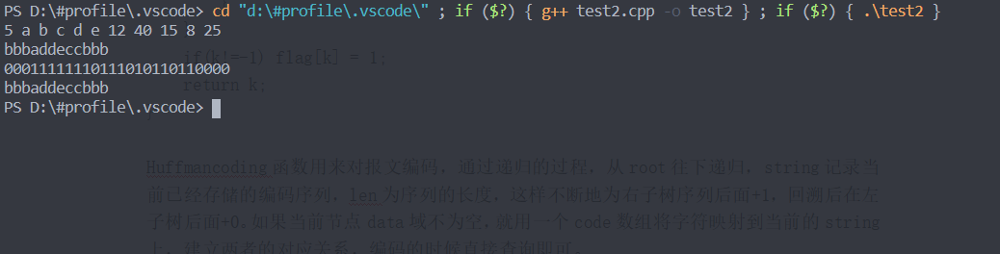 PS D:\#profile\.vscode> cd "d:\#profile\.vscode\" ; if ($?) { g++ test2.cpp -o test2 } ; if ($?) { .\test2 }
5 a b c d e 12 40 15 8 25
bbbaddeccbbb
00011111110111010110110000
bbbaddeccbbb
PS D:\#profile\.vscode>
if(k!=-1) flag[k] = 1;
return k;
Huffmancoding 函数用来对报文编码，通过递归的过程，从 root 往下递归，string 记录当
前已经存储的编码序列，len 为序列的长度，这样不断地为右子树序列后面+1，回溯后在左
子树后面+0，如果当前节点 data 域不为空，就用一个 code 数组将字符映射到当前的 string
上，建立两者的对应关系，编码的时候直接查询即可。